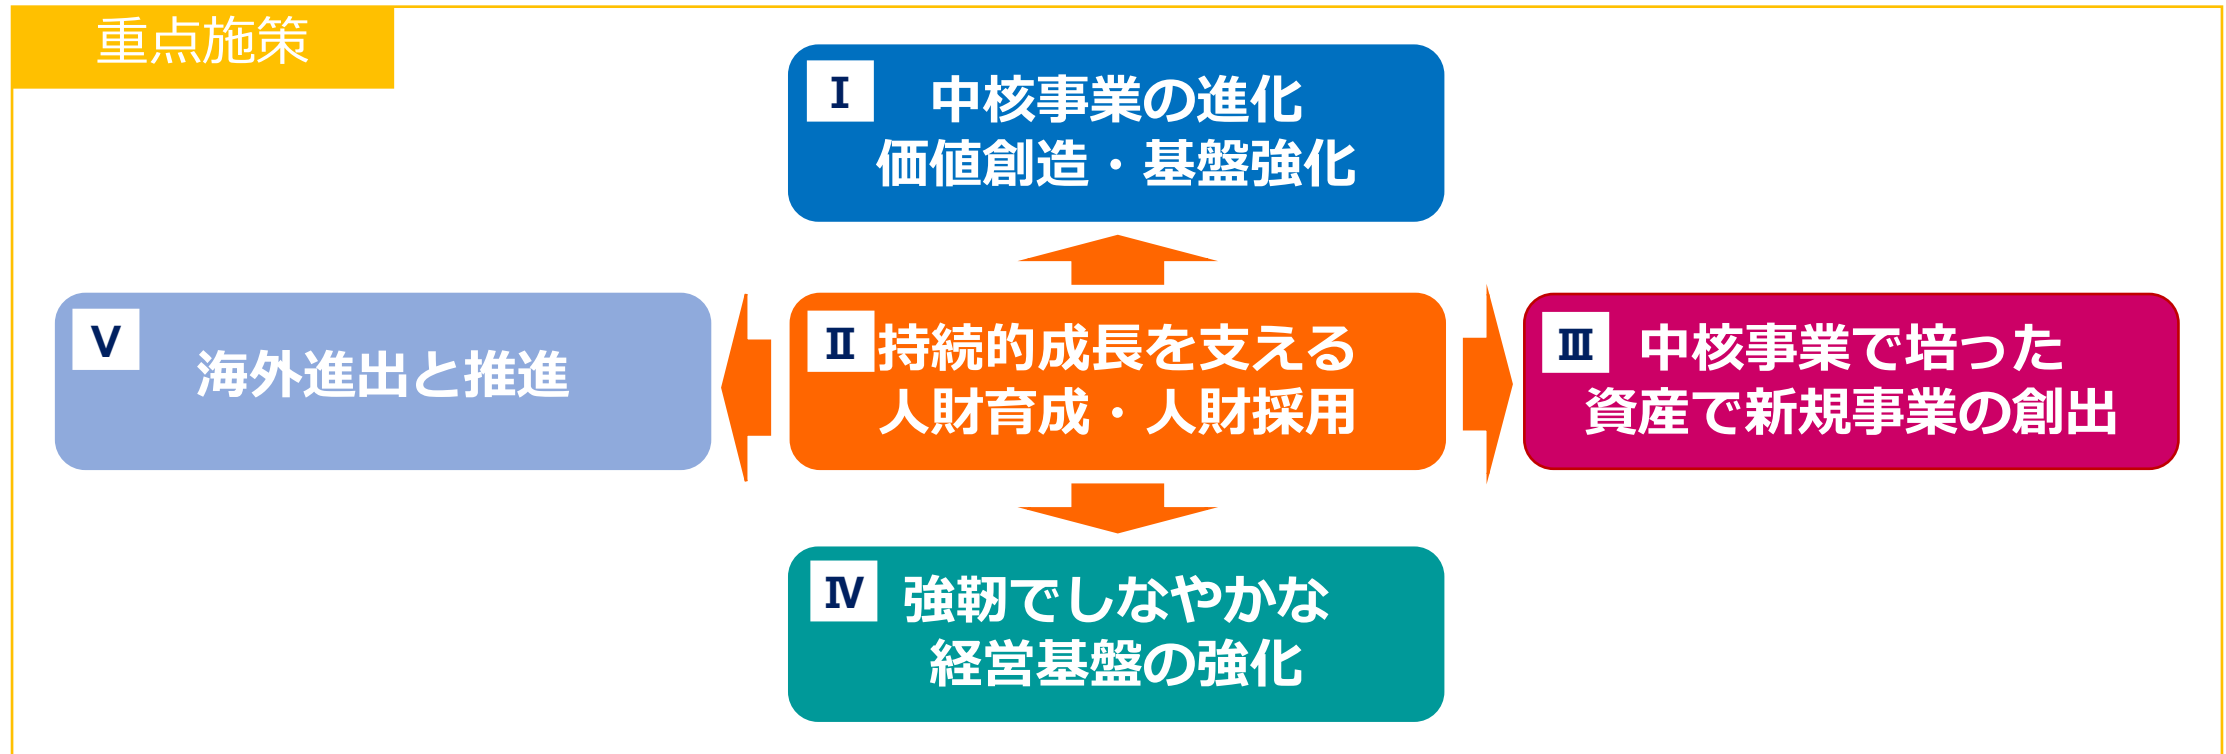 重点施策
Ⅰ
中核事業の進化
価値創造・基盤強化
Ⅴ
海外進出と推進
Ⅱ
持続的成長を支える
人財育成・人財採用
Ⅲ
中核事業で培った
資産で新規事業の創出
Ⅳ
強靭でしなやかな
経営基盤の強化